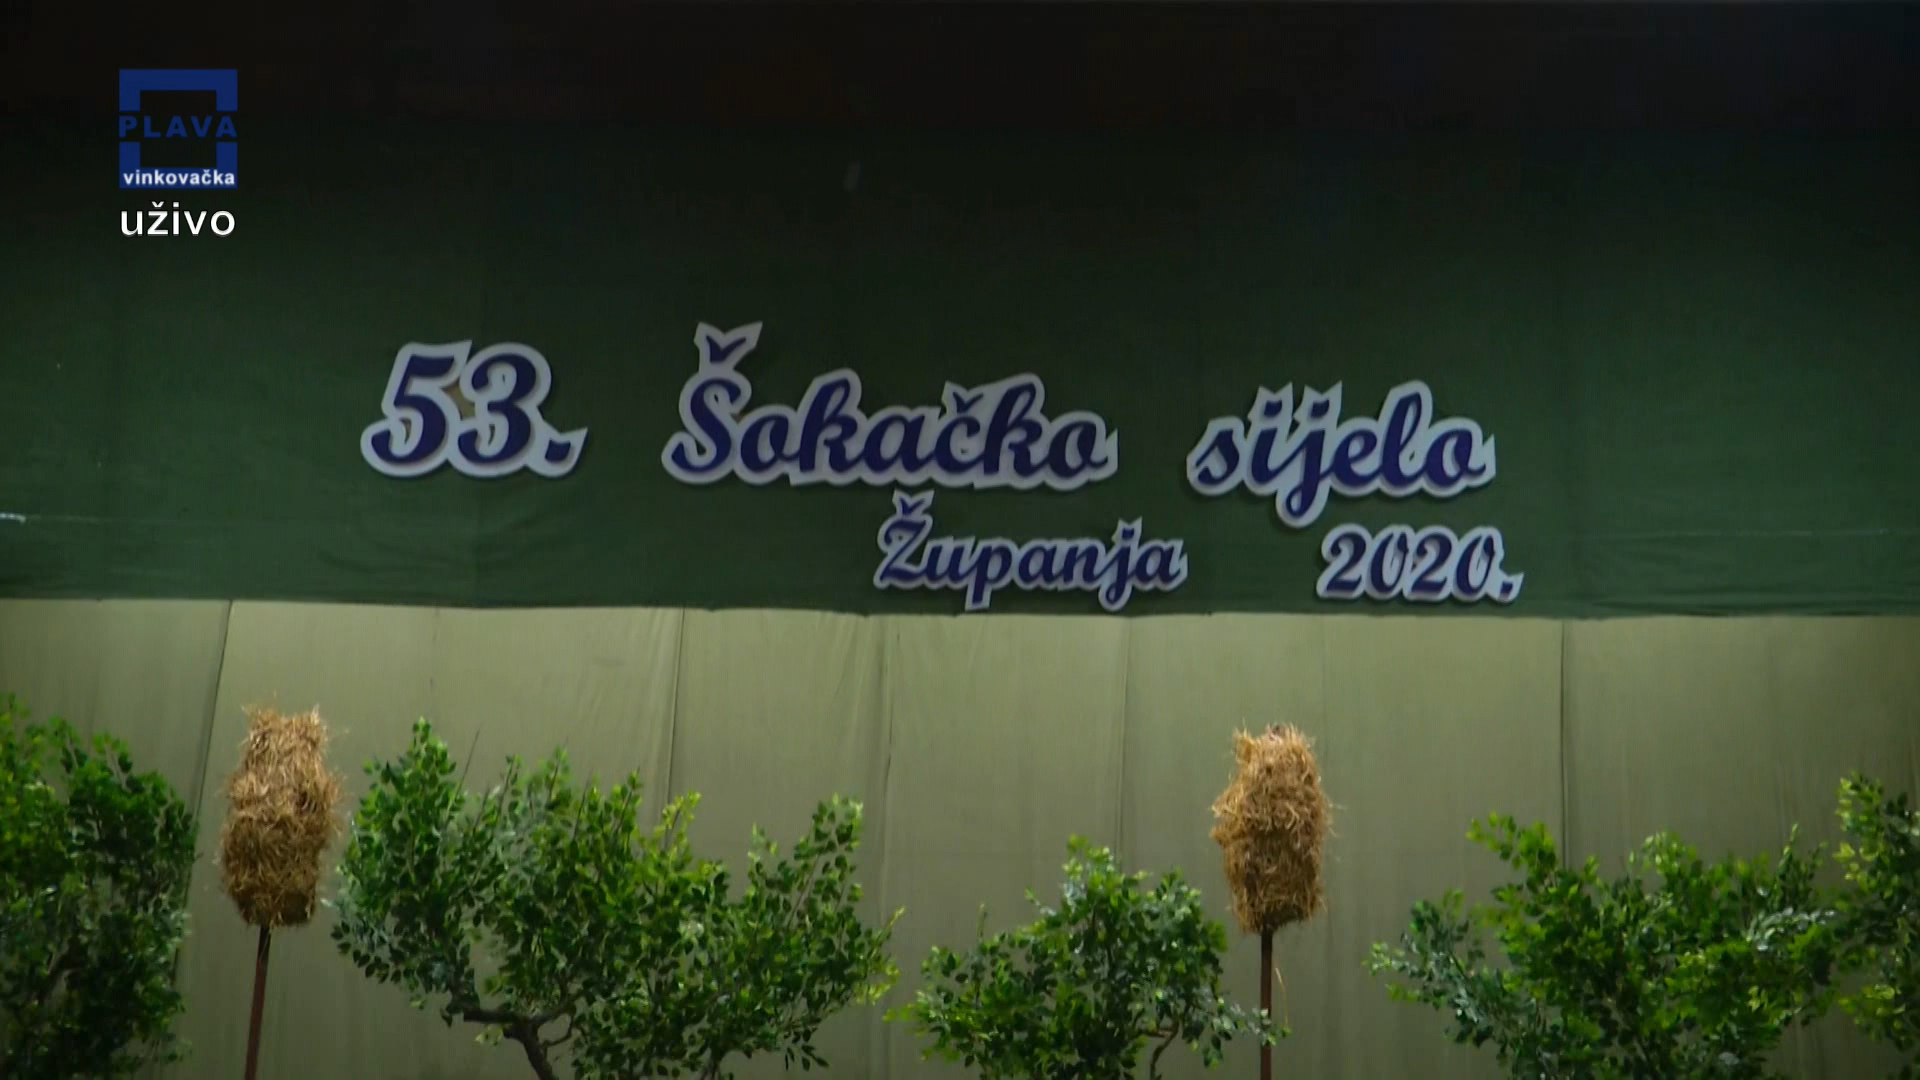 PLAVA
vinkovačka
uživo
53. Šokačko sijelo
Županja 2020.